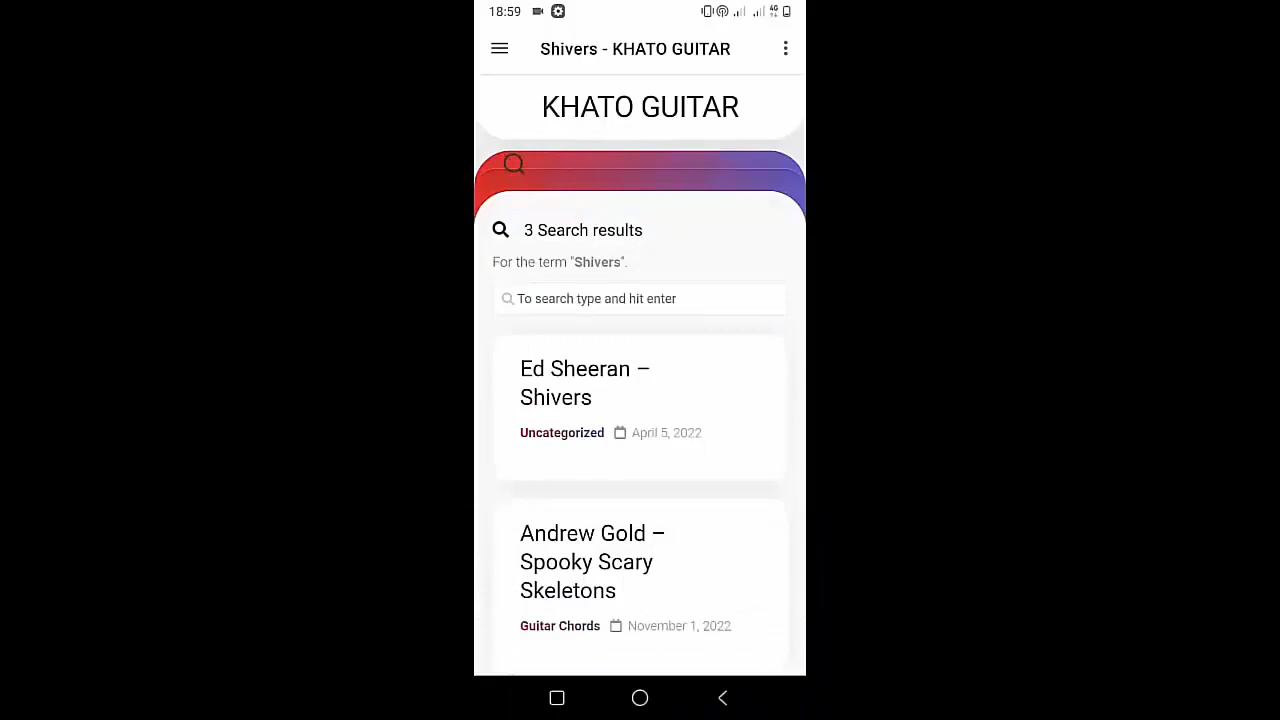 18:59
4G
Shivers - KHATO GUITAR
KHATO GUITAR
3 Search results
For the term "Shivers".
To search type and hit enter
Ed Sheeran –
Shivers
Uncategorized April 5, 2022
Andrew Gold –
Spooky Scary
Skeletons
Guitar Chords November 1, 2022